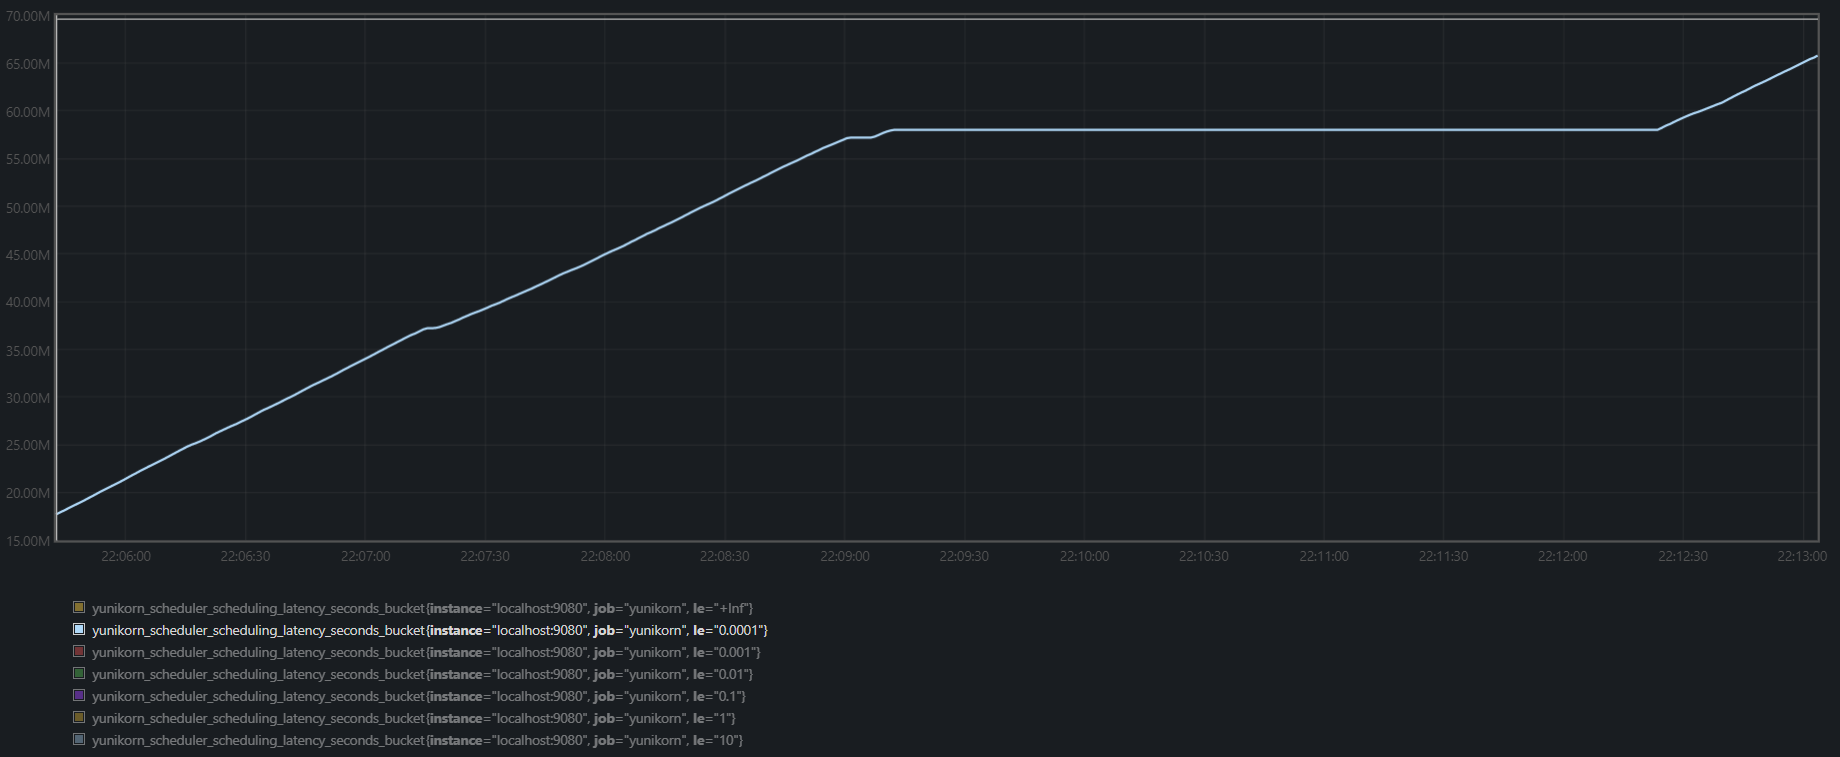 70.00M
65.00M
60.00M
55.00M
50.00M
45.00M
40.00M
35.00M
30.00M
25.00M
20.00M
15.00M
22:06:00 22:06:30 22:07:00 22:07:30 22:08:00 22:08:30 22:09:00 22:09:30 22:10:00 22:10:30 22:11:00 22:11:30 22:12:00 22:12:30 22:13:00
yunikorn_scheduler_scheduling_latency_seconds_bucket{instance="localhost:9080", job="yunikorn", le="+Inf"}
yunikorn_scheduler_scheduling_latency_seconds_bucket{instance="localhost:9080", job="yunikorn", le="0.0001"}
yunikorn_scheduler_scheduling_latency_seconds_bucket{instance="localhost:9080", job="yunikorn", le="0.001"}
yunikorn_scheduler_scheduling_latency_seconds_bucket{instance="localhost:9080", job="yunikorn", le="0.01"}
yunikorn_scheduler_scheduling_latency_seconds_bucket{instance="localhost:9080", job="yunikorn", le="0.1"}
yunikorn_scheduler_scheduling_latency_seconds_bucket{instance="localhost:9080", job="yunikorn", le="1"}
yunikorn_scheduler_scheduling_latency_seconds_bucket{instance="localhost:9080", job="yunikorn", le="10"}